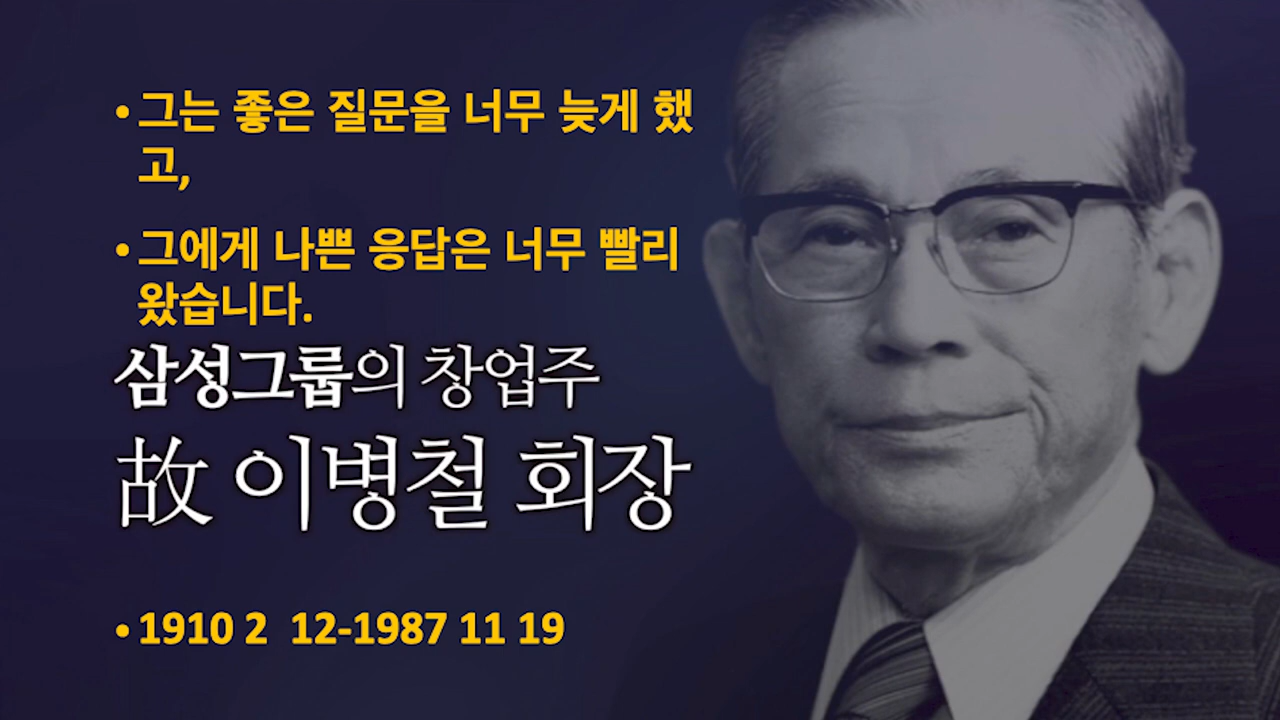 • 그는 좋은 질문을 너무 늦게 했
고,
• 그에게 나쁜 응답은 너무 빨리
왔습니다.
삼성그룹의 창업주
故 이병철 회장
• 1910 2  12-1987 11 19